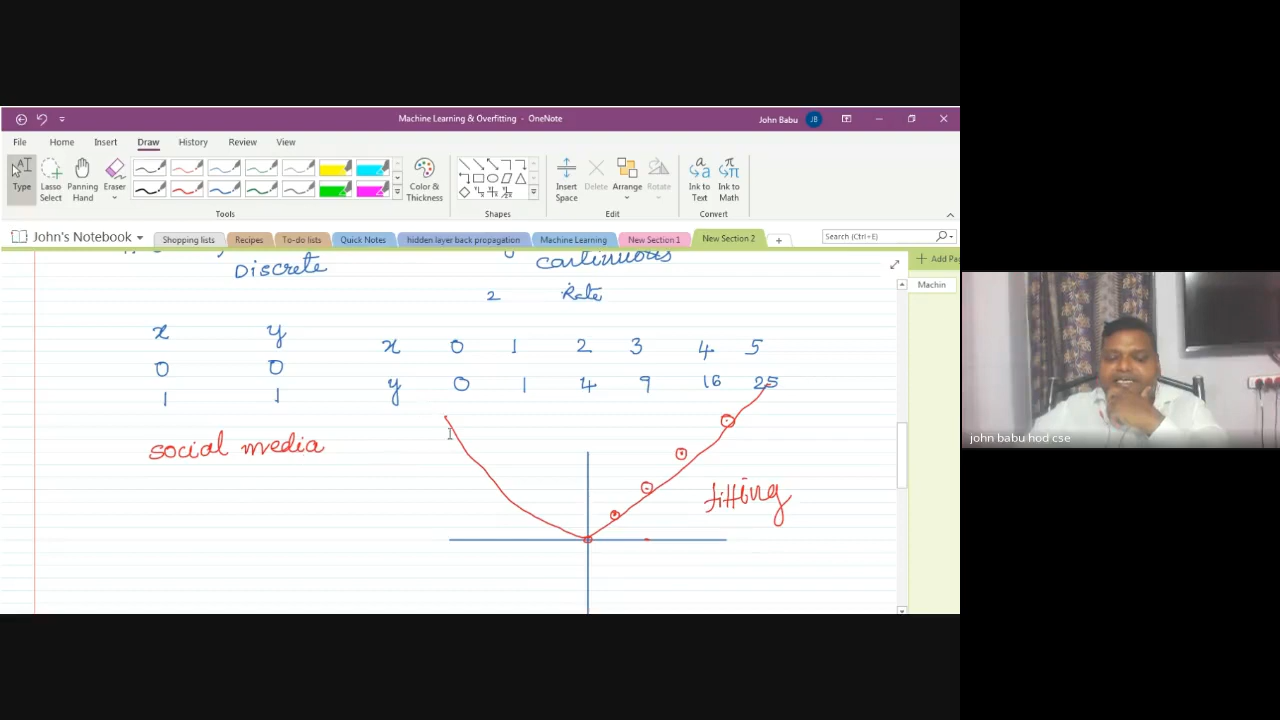 Machine Learning & Overfitting - OneNote
John Babu JB
File Home Insert Draw History Review View
Type Lasso Select Panning Hand Eraser Color & Thickness Insert Space Delete Arrange Rotate Ink to Text Ink to Math
Tools Shapes Edit Convert
John's Notebook Shopping lists Recipes To-do lists Quick Notes hidden layer back propagation Machine Learning New Section 1 New Section 2 + Search (Ctrl+E)
+ Add Pa
Machin
Discrete
continuous
2 Rate
x y
0 0
1 1
x 0 1 2 3 4 5
y 0 1 4 9 16 25
social media
fitting
john babu hod cse